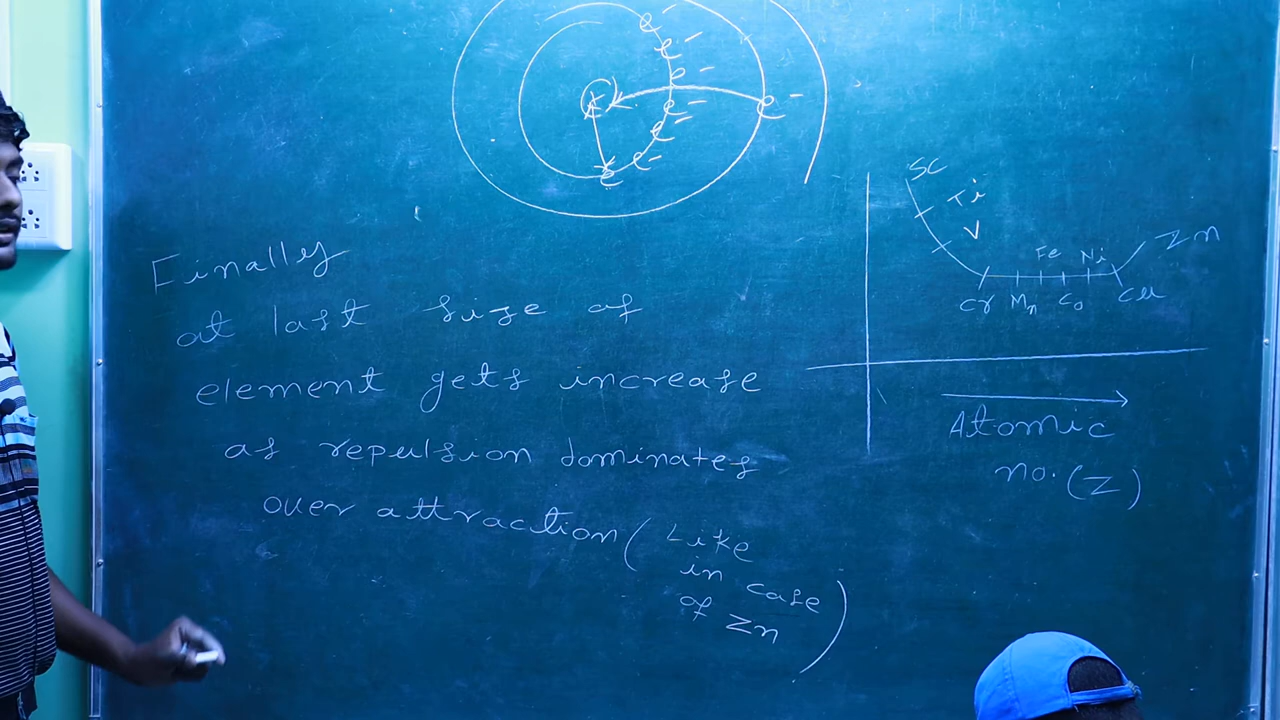 e-
e-
e-
e-
e-
e-
e-
e
+
Finally
at last size of
element gets increase
as repulsion dominates
over attraction (Like
in case
of Zn)
Sc
Ti
V
Cr Mn Fe Co Ni Cu Zn
Atomic
no. (Z)